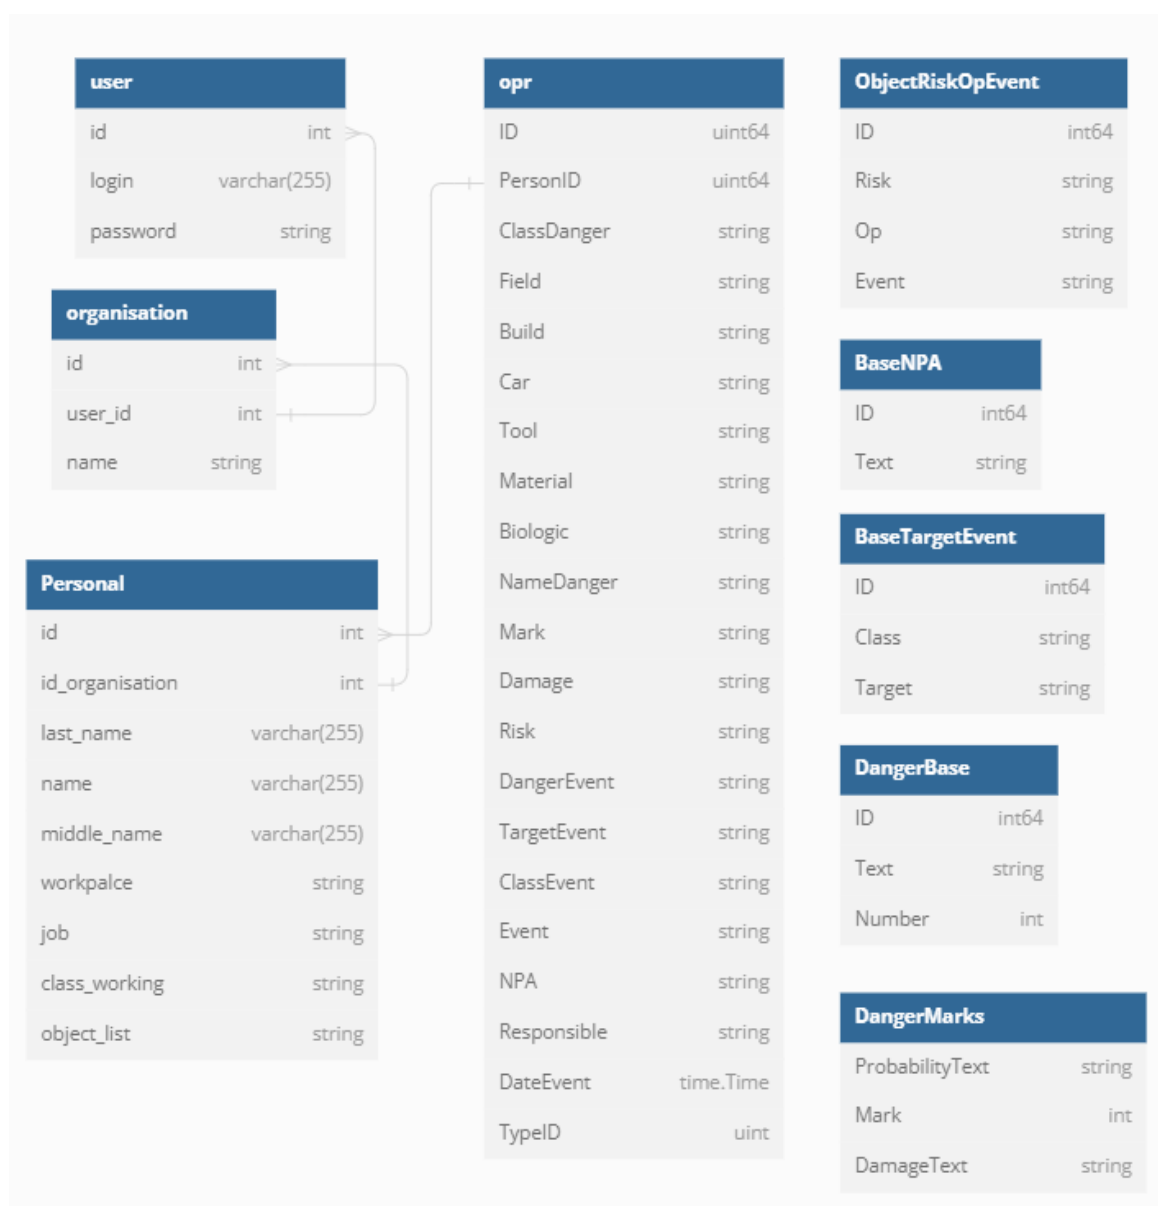 user
id int
login varchar(255)
password string
organisation
id int
user_id int
name string
Personal
id int
id_organisation int
last_name varchar(255)
name varchar(255)
middle_name varchar(255)
workpalce string
job string
class_working string
object_list string
opr
ID uint64
PersonID uint64
ClassDanger string
Field string
Build string
Car string
Tool string
Material string
Biologic string
NameDanger string
Mark string
Damage string
Risk string
DangerEvent string
TargetEvent string
ClassEvent string
Event string
NPA string
Responsible string
DateEvent time.Time
TypeID uint
ObjectRiskOpEvent
ID int64
Risk string
Op string
Event string
BaseNPA
ID int64
Text string
BaseTargetEvent
ID int64
Class string
Target string
DangerBase
ID int64
Text string
Number int
DangerMarks
ProbabilityText string
Mark int
DamageText string